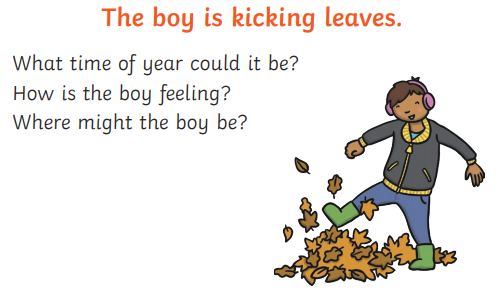 The boy is kicking leaves.
What time of year could it be?
How is the boy feeling?
Where might the boy be?